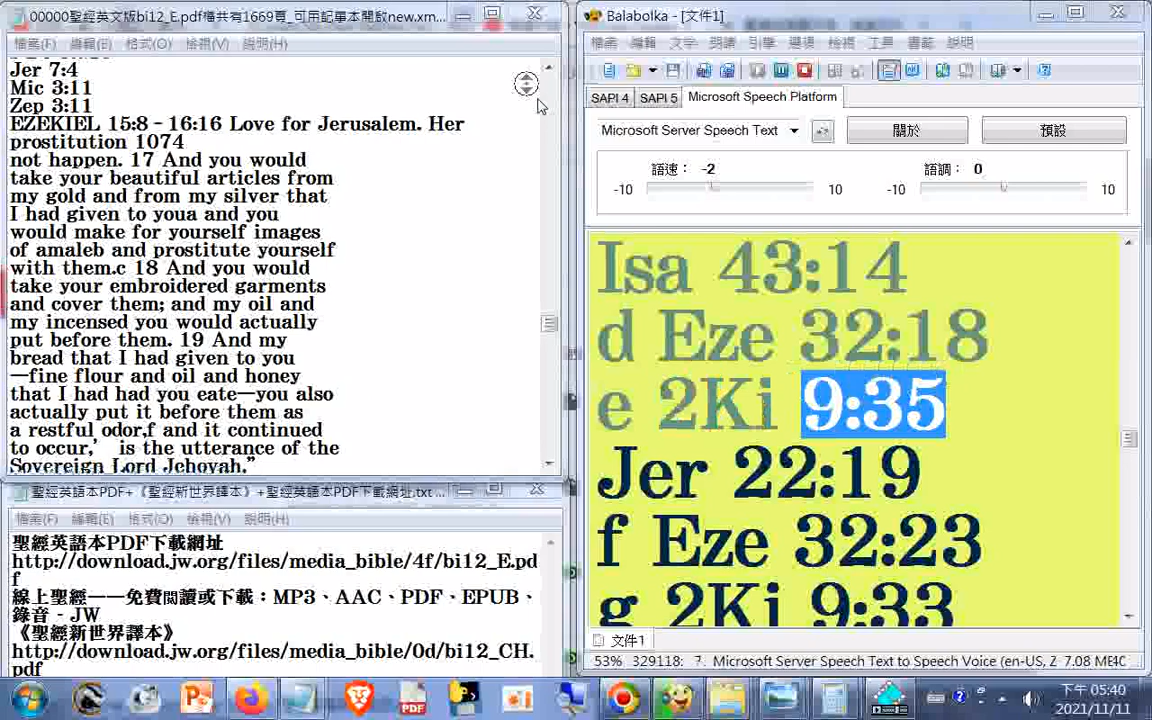 00000聖經英文版bi12_E.pdf檔共有1669頁_可用記事本開啟new.xm...
檔案(F) 編輯(E) 格式(O) 檢視(V) 說明(H)
Jer 7:4
Mic 3:11
Zep 3:11
EZEKIEL 15:8–16:16 Love for Jerusalem. Her
prostitution 1074
not happen. 17 And you would
take your beautiful articles from
my gold and from my silver that
I had given to youa and you
would make for yourself images
of amaleb and prostitute yourself
with them.c 18 And you would
take your embroidered garments
and cover them; and my oil and
my incensed you would actually
put before them. 19 And my
bread that I had given to you
—fine flour and oil and honey
that I had had you eate—you also
actually put it before them as
a restful odor,f and it continued
to occur,’ is the utterance of the
Sovereign Lord Jehovah.”
聖經英語本PDF+《聖經新世界譯本》+聖經英語本PDF下載網址.txt ...
檔案(F) 編輯(E) 格式(O) 檢視(V) 說明(H)
聖經英語本PDF下載網址
http://download.jw.org/files/media_bible/4f/bi12_E.pd
f
線上聖經——免費閱讀或下載：MP3、AAC、PDF、EPUB、
錄音 - JW
《聖經新世界譯本》
http://download.jw.org/files/media_bible/0d/bi12_CH.
pdf
Balabolka - [文件1]
檔案 編輯 文字 朗讀 引擎 選項 檢視 工具 書籤 說明
SAPI 4 SAPI 5 Microsoft Speech Platform
Microsoft Server Speech Text 關於 預設
語速： -2 語調： 0
-10 10 -10 10
Isa 43:14
d Eze 32:18
e 2Ki 9:35
Jer 22:19
f Eze 32:23
g 2Ki 9:33
文件1
53% 329118: 7. Microsoft Server Speech Text to Speech Voice (en-US, Z 7.08 ME
PDF
下午 05:40
2021/11/11